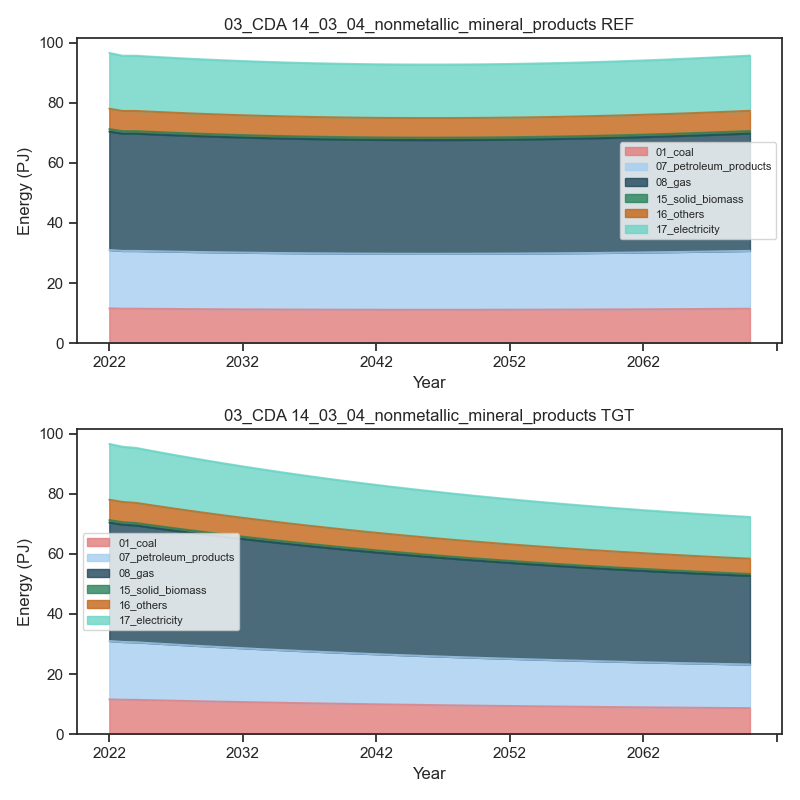 03_CDA 14_03_04_nonmetallic_mineral_products REF
100
80
60
40
20
0
Energy (PJ)
01_coal
07_petroleum_products
08_gas
15_solid_biomass
16_others
17_electricity
2022 2032 2042 2052 2062
Year
03_CDA 14_03_04_nonmetallic_mineral_products TGT
100
80
60
40
20
0
Energy (PJ)
01_coal
07_petroleum_products
08_gas
15_solid_biomass
16_others
17_electricity
2022 2032 2042 2052 2062
Year